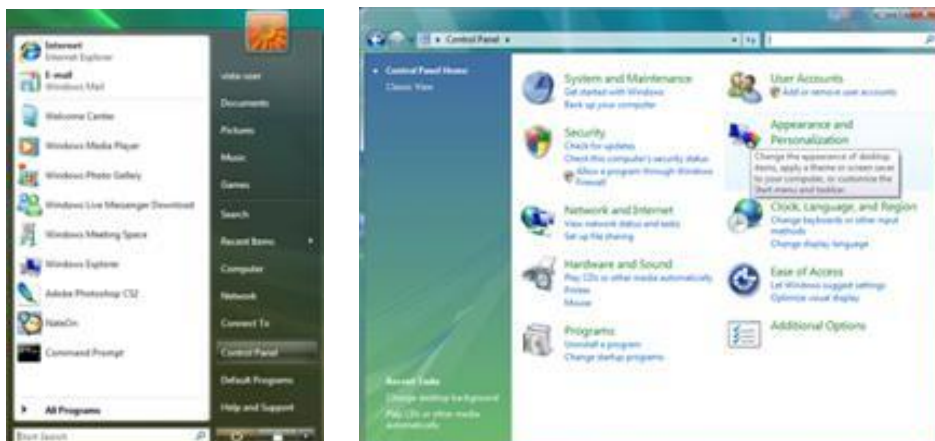 Internet
Internet Explorer
E-mail
Windows Mail
Welcome Center
Windows Media Player
Windows Photo Gallery
Windows Live Messenger Download
Windows Meeting Space
Windows Explorer
Adobe Photoshop CS2
NateOn
Command Prompt
All Programs
Start Search
vista user
Documents
Pictures
Music
Games
Search
Recent Items
Computer
Network
Connect To
Control Panel
Default Programs
Help and Support
Control Panel
Control Panel Home
Classic View
System and Maintenance
Get started with Windows
Back up your computer
Security
Check for updates
Check this computer's security status
Allow a program through Windows
Firewall
Network and Internet
View network status and tasks
Set up file sharing
Hardware and Sound
Play CDs or other media automatically
Printer
Mouse
Programs
Uninstall a program
Change startup programs
User Accounts
Add or remove user accounts
Appearance and
Personalization
Change the appearance of desktop
items, apply a theme or screen saver
to your computer, or customize the
Start menu and taskbar.
Clock, Language, and Region
Change keyboards or other input
methods
Change display language
Ease of Access
Let Windows suggest settings
Optimize visual display
Additional Options
Recent Tasks
Change desktop background
Play CDs or other media
automatically